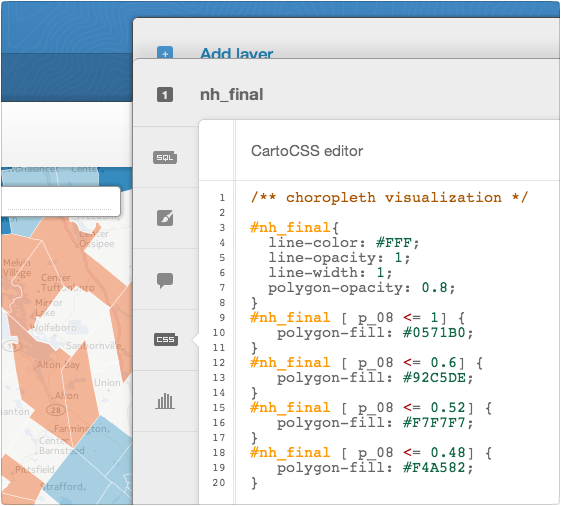 Wolfeboro
Center
Add layer
1
nh_final
SQL
CartoCSS editor
1 /** choropleth visualization */
2
3 #nh_final{
4 line-color: #FFF;
5 line-opacity: 1;
6 line-width: 1;
7 polygon-opacity: 0.8;
8 }
9 #nh_final [ p_08 <= 1] {
10 polygon-fill: #0571B0;
11 }
12 #nh_final [ p_08 <= 0.6] {
13 polygon-fill: #92C5DE;
14 }
15 #nh_final [ p_08 <= 0.52] {
16 polygon-fill: #F7F7F7;
17 }
18 #nh_final [ p_08 <= 0.48] {
19 polygon-fill: #F4A582;
20 }
CSS
Center
Ossipee
Melvin
Village
Center
Tuftonboro
Mirror
Lake
Sanbornville
Alton Bay
Alton
Union
28
Farmington
Center
Barnstead
Pittsfield
Strafford